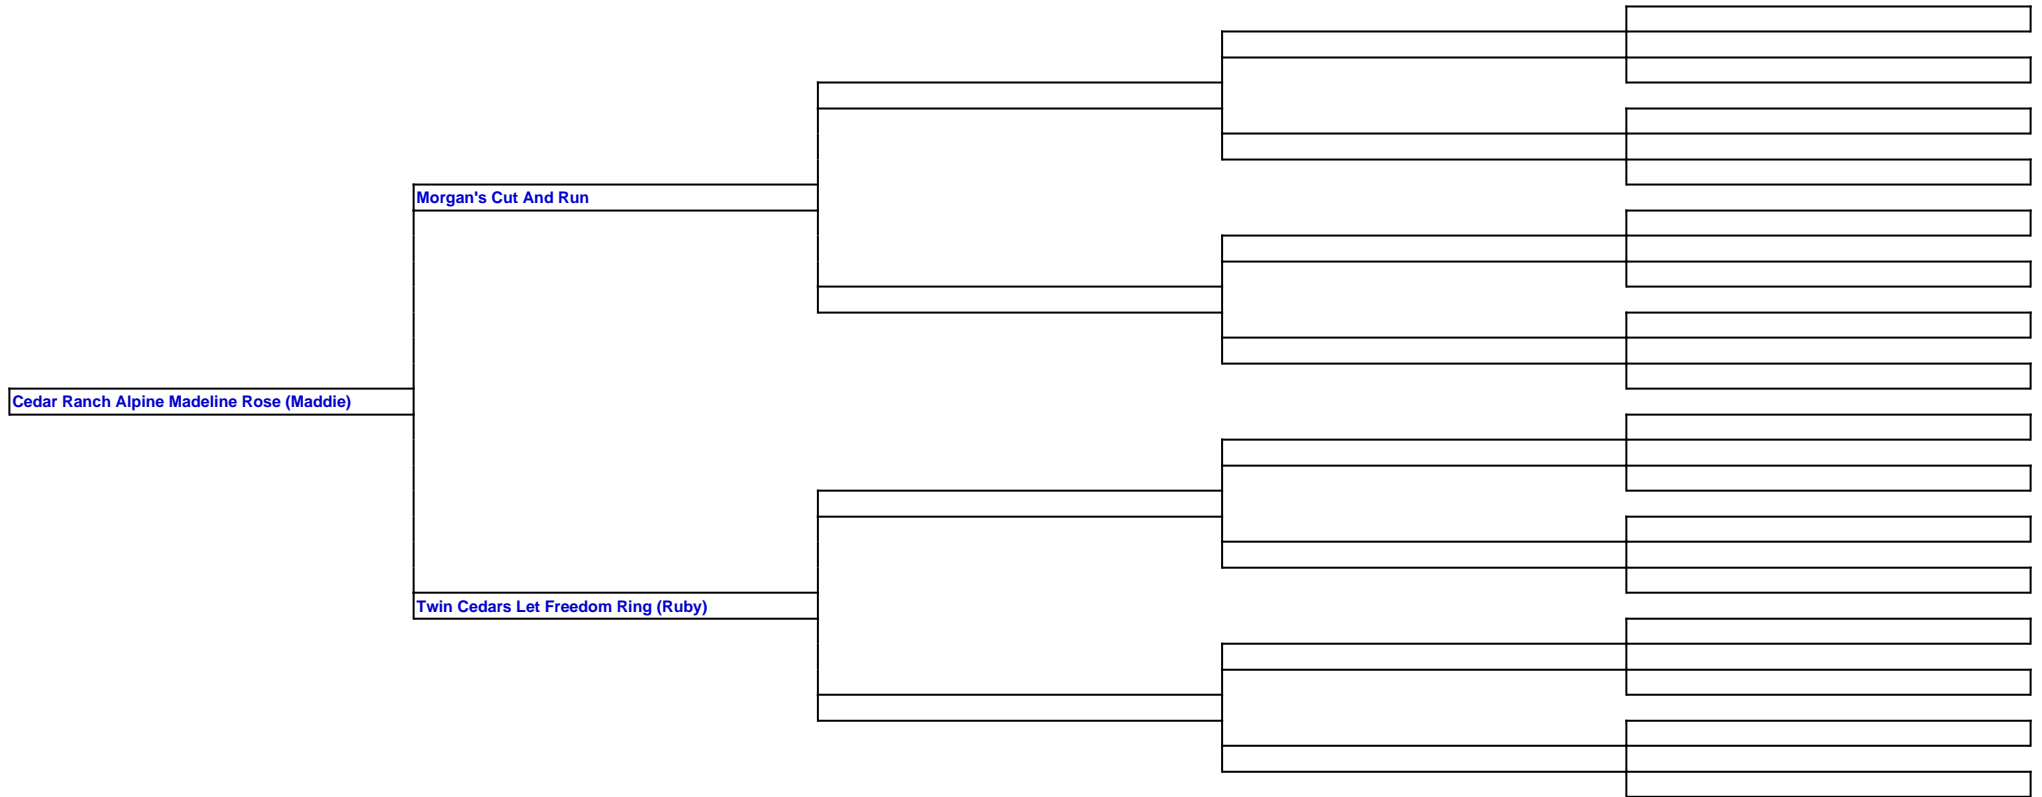 Morgan's Cut And Run
Cedar Ranch Alpine Madeline Rose (Maddie)
Twin Cedars Let Freedom Ring (Ruby)